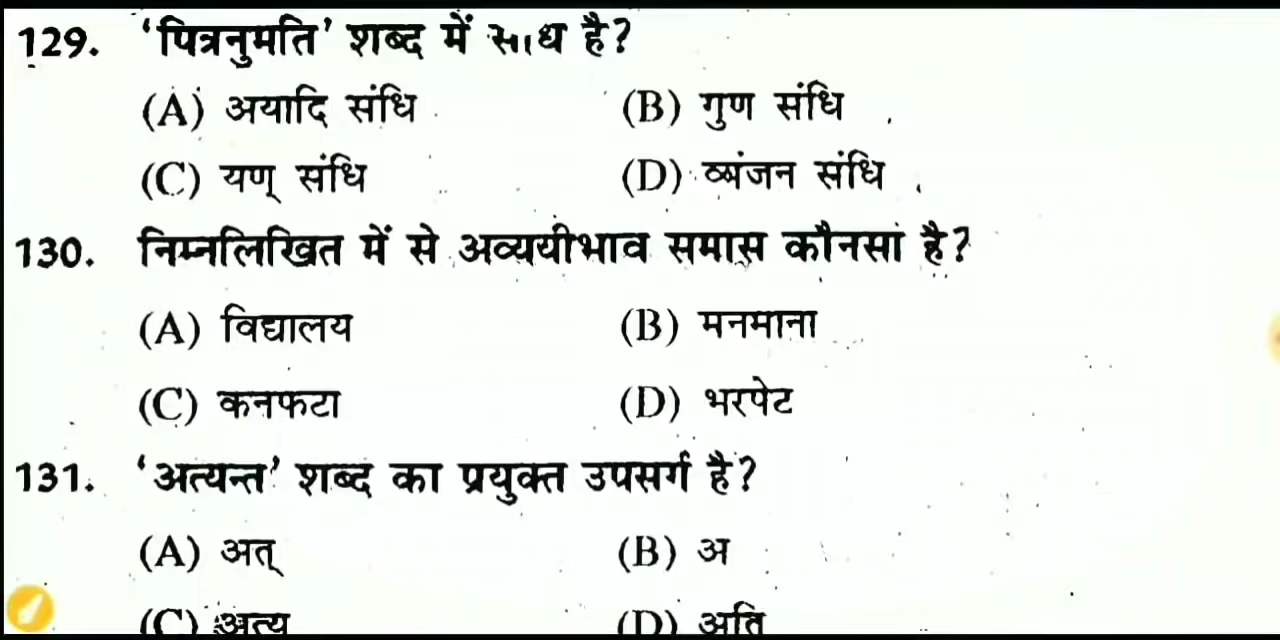 129. ‘पित्रनुमति’ शब्द में है?
(A) अयादि संधि (B) गुण संधि
(C) यण् संधि (D) व्यंजन संधि
130. निम्नलिखित में से अव्ययीभाव समास कौनसा है?
(A) विद्यालय (B) मनमाना
(C) कनफटा (D) भरपेट
131. ‘अत्यन्त’ शब्द का प्रयुक्त उपसर्ग है?
(A) अत् (B) अ
(C) अत्य (D) अति